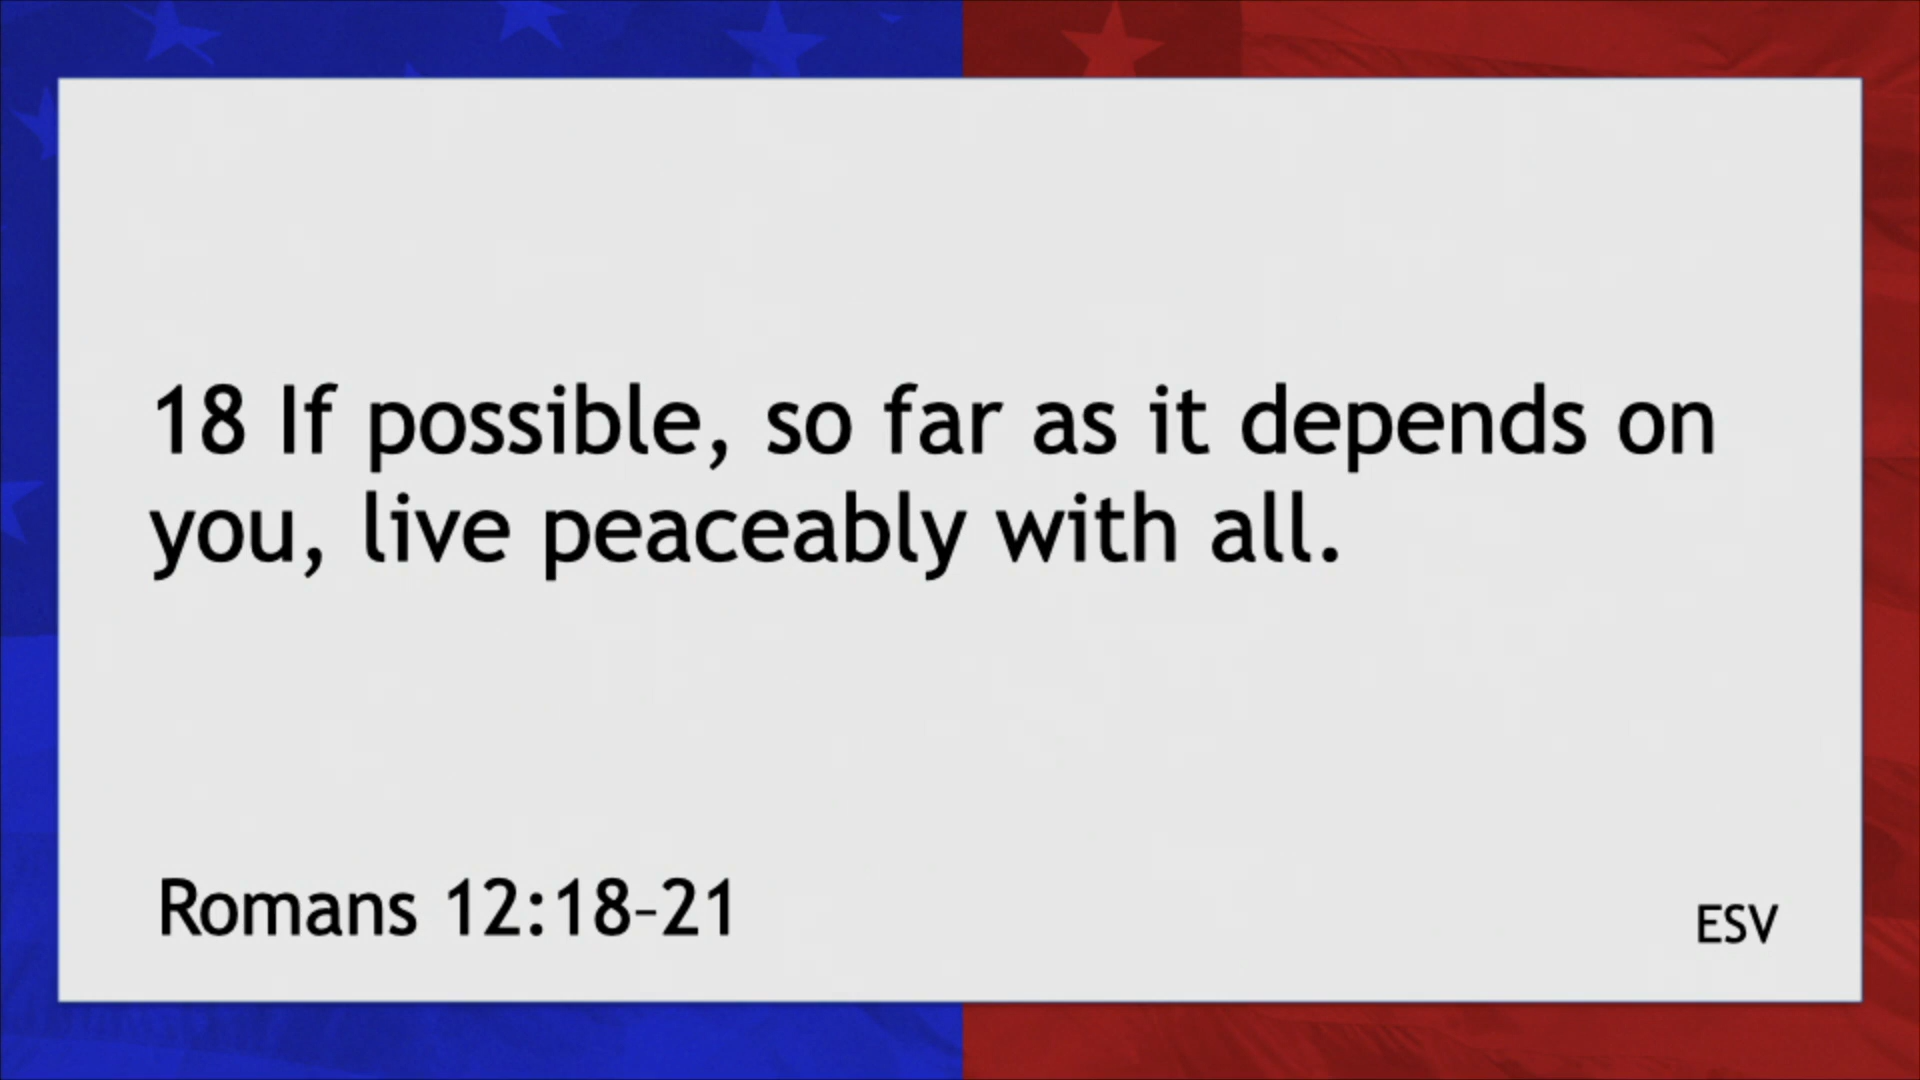 18 If possible, so far as it depends on
you, live peaceably with all.
Romans 12:18–21
ESV